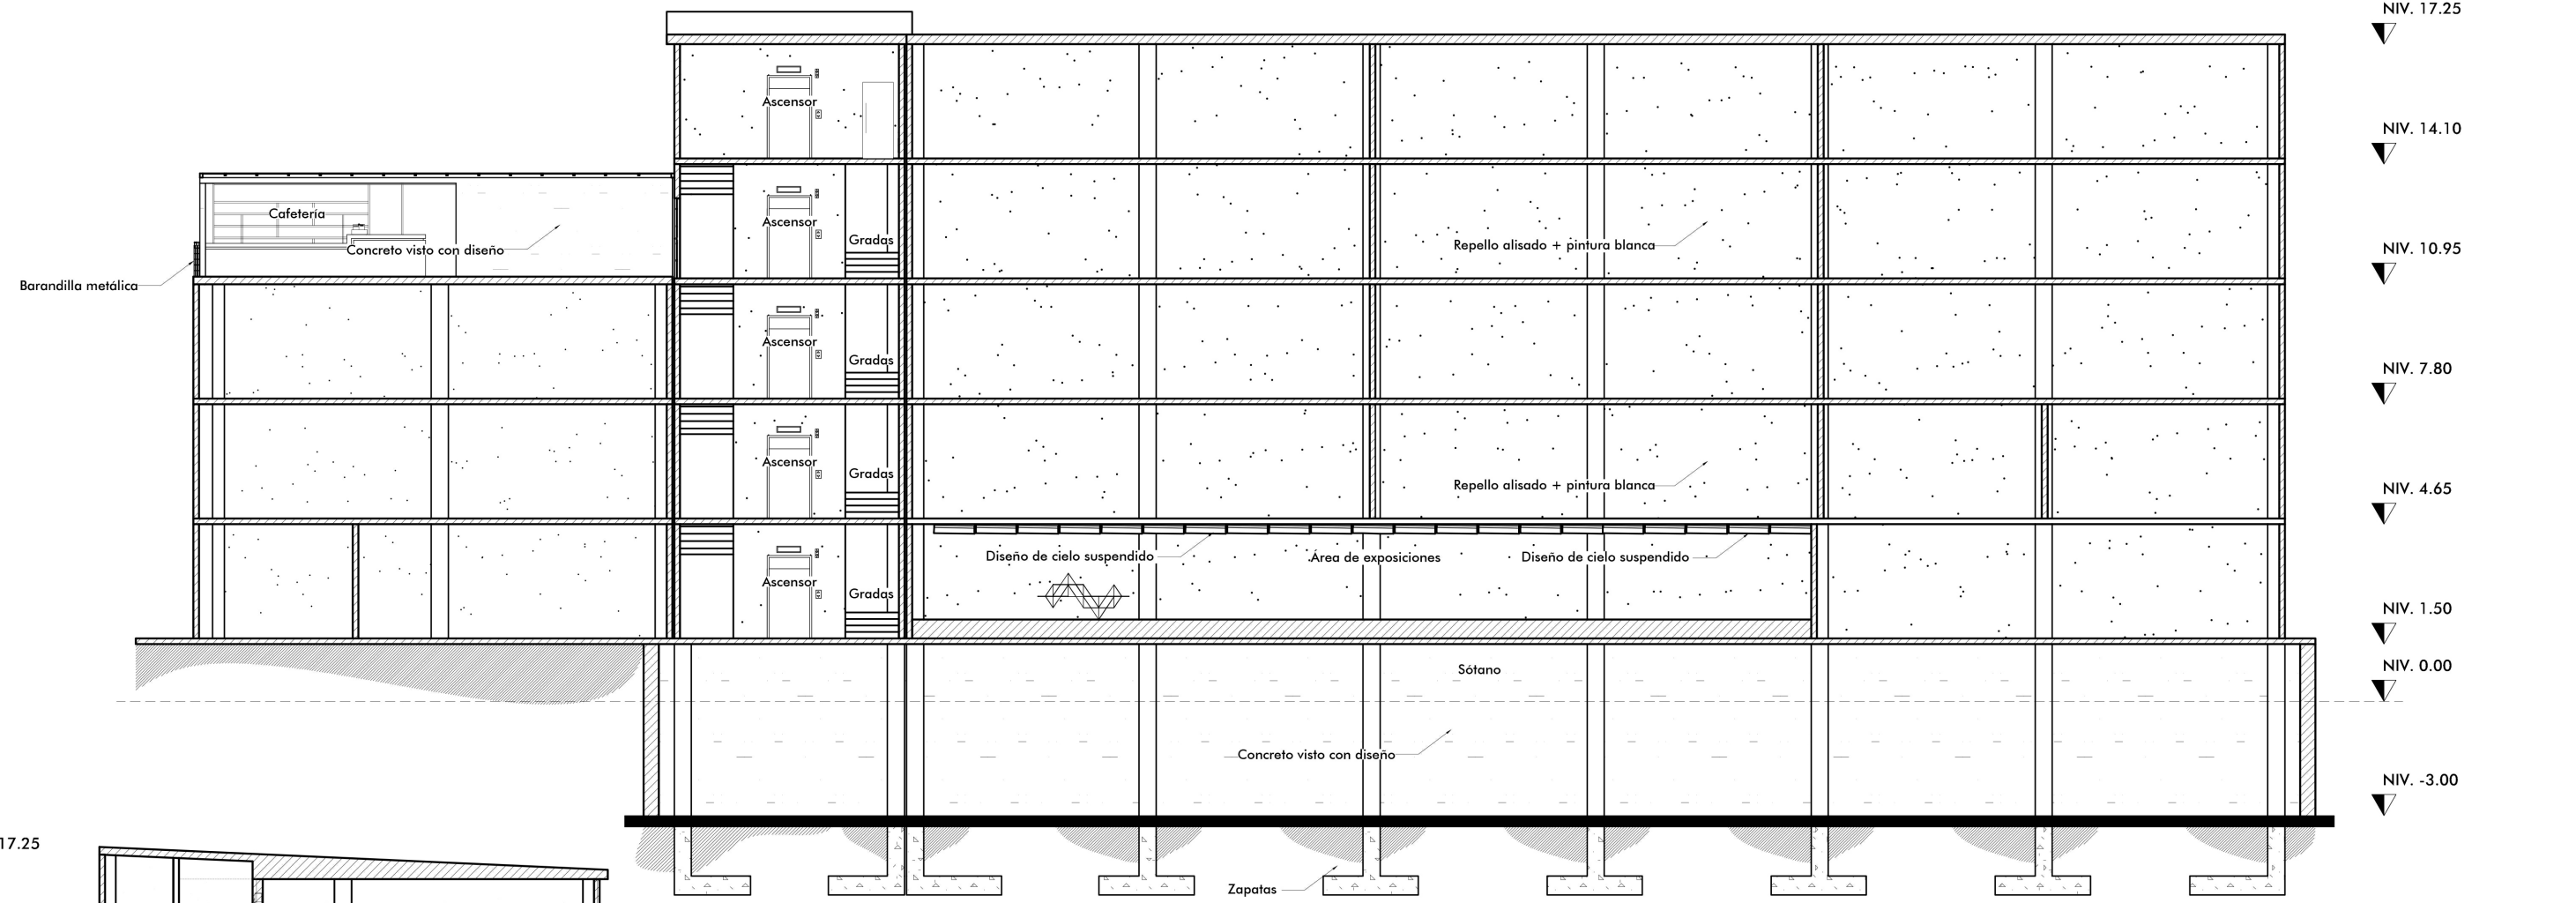 NIV. 17.25
Ascensor
NIV. 14.10
Cafetería
Ascensor
Gradas
Concreto visto con diseño
Repello alisado + pintura blanca
NIV. 10.95
Barandilla metálica
Ascensor
Gradas
NIV. 7.80
Ascensor
Gradas
Repello alisado + pintura blanca
NIV. 4.65
Diseño de cielo suspendido
Área de exposiciones
Diseño de cielo suspendido
Ascensor
Gradas
NIV. 1.50
Sótano
NIV. 0.00
Concreto visto con diseño
NIV. -3.00
17.25
Zapatas